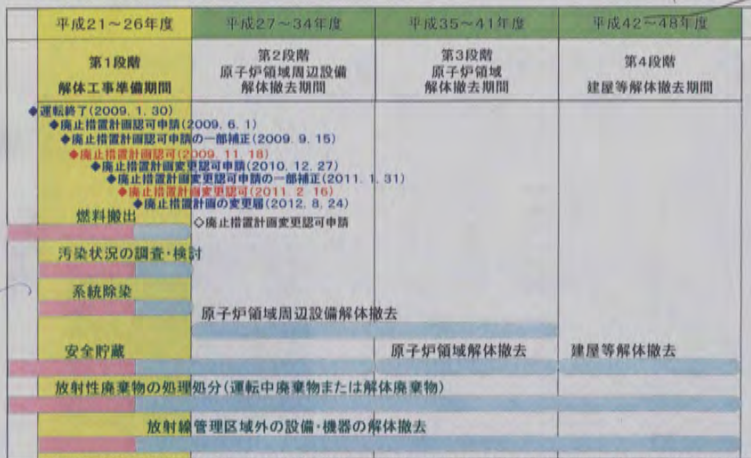 平成21～26年度
平成27～34年度
平成35～41年度
平成42～48年度
第1段階
解体工事準備期間
第2段階
原子炉領域周辺設備
解体撤去期間
第3段階
原子炉領域
解体撤去期間
第4段階
建屋等解体撤去期間
◆運転終了(2009. 1. 30)
◆廃止措置計画認可申請(2009. 6. 1)
◆廃止措置計画認可申請の一部補正(2009. 9. 15)
◆廃止措置計画認可(2009. 11. 18)
◆廃止措置計画変更認可申請(2010. 12. 27)
◆廃止措置計画変更認可申請の一部補正(2011. 1. 31)
◆廃止措置計画変更認可(2011. 2. 16)
◆廃止措置計画の変更届(2012. 8. 24)
◇廃止措置計画変更認可申請
燃料搬出
汚染状況の調査・検討
系統除染
原子炉領域周辺設備解体撤去
安全貯蔵
原子炉領域解体撤去
建屋等解体撤去
放射性廃棄物の処理処分(運転中廃棄物または解体廃棄物)
放射線管理区域外の設備・機器の解体撤去